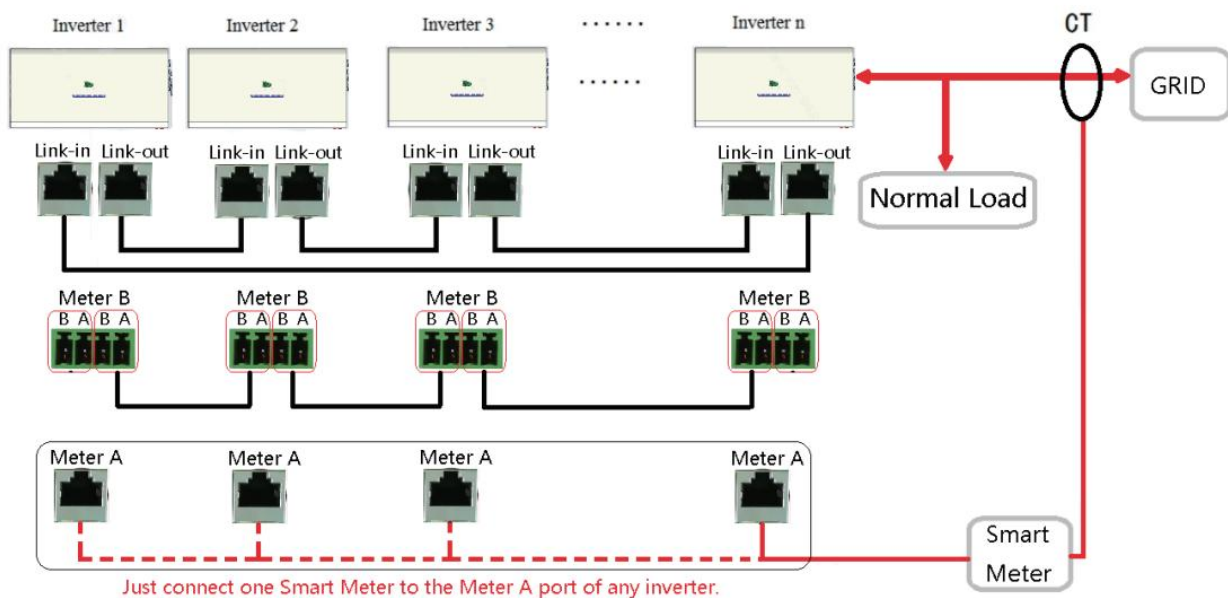 Inverter 1 Inverter 2 Inverter 3 ...... Inverter n CT
......
GRID
Link-in Link-out Link-in Link-out Link-in Link-out Link-in Link-out
Normal Load
Meter B Meter B Meter B Meter B
B A B A B A B A B A B A B A B A
Meter A Meter A Meter A Meter A
Smart
Meter
Just connect one Smart Meter to the Meter A port of any inverter.